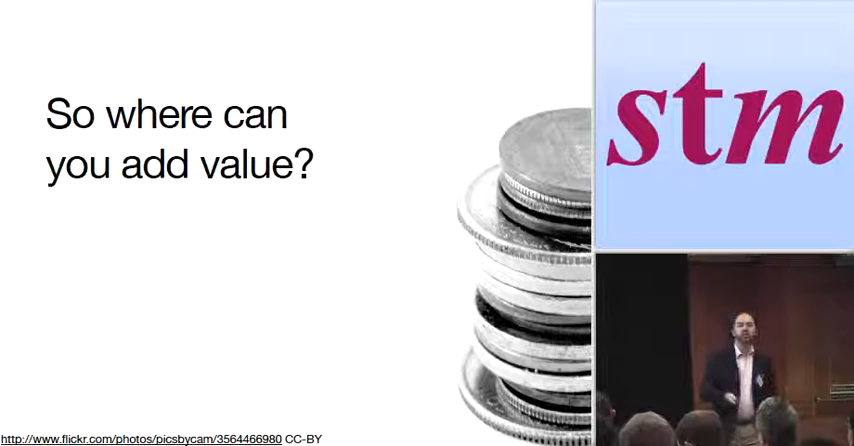 So where can
you add value?
stm
http://www.flickr.com/photos/picsbycam/3564466980 CC-BY